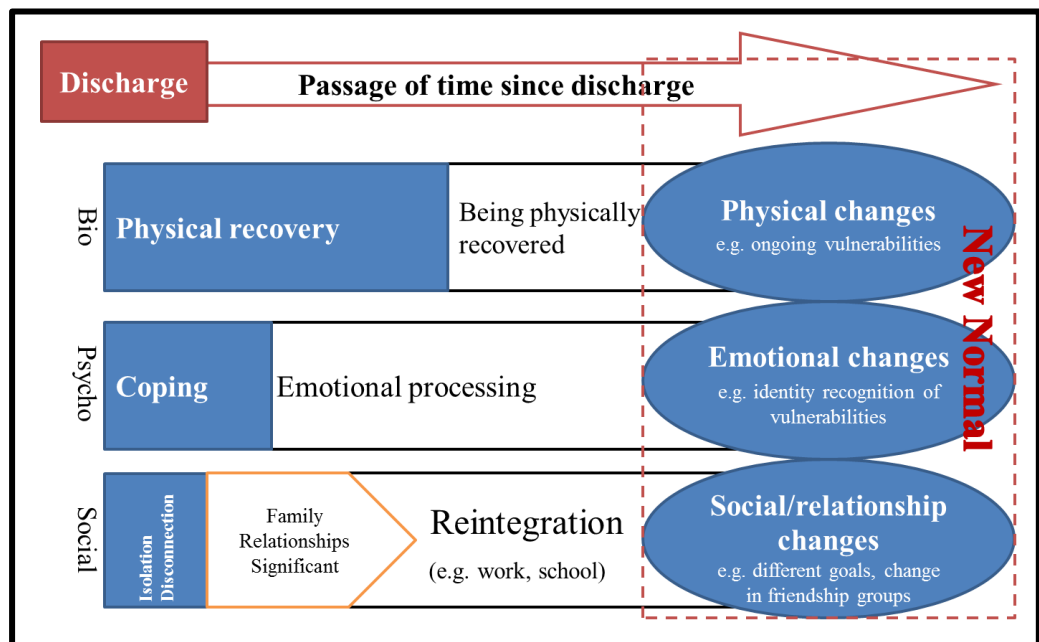 Discharge
Passage of time since discharge
Bio
Physical recovery
Being physically
recovered
Physical changes
e.g. ongoing vulnerabilities
New Normal
Psycho
Coping
Emotional processing
Emotional changes
e.g. identity recognition of
vulnerabilities
Social
Isolation
Disconnection
Family
Relationships
Significant
Reintegration
(e.g. work, school)
Social/relationship
changes
e.g. different goals, change
in friendship groups